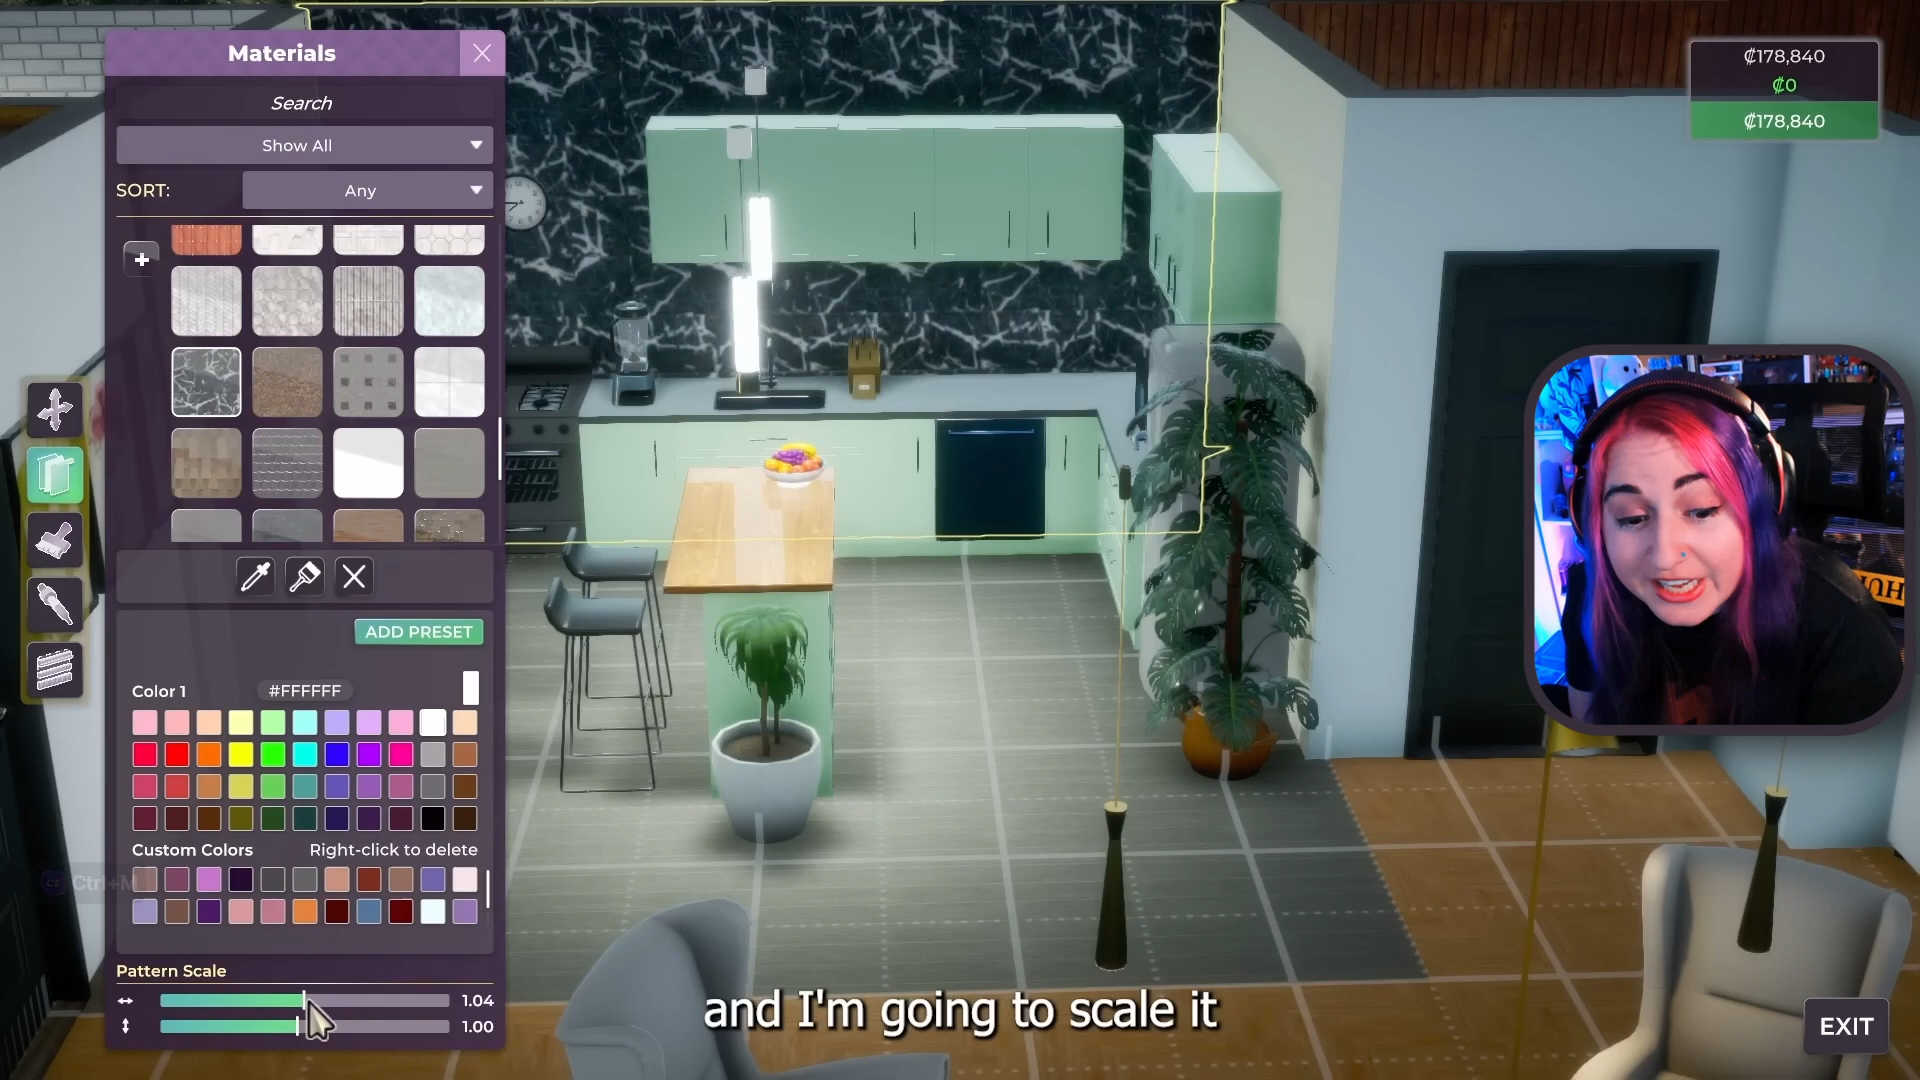 Materials
Search
Show All
SORT:
Any
ADD PRESET
Color 1
#FFFFFF
Custom Colors
Right-click to delete
Pattern Scale
1.04
1.00
Ctrl+M
₡178,840
₡0
₡178,840
and I'm going to scale it
EXIT